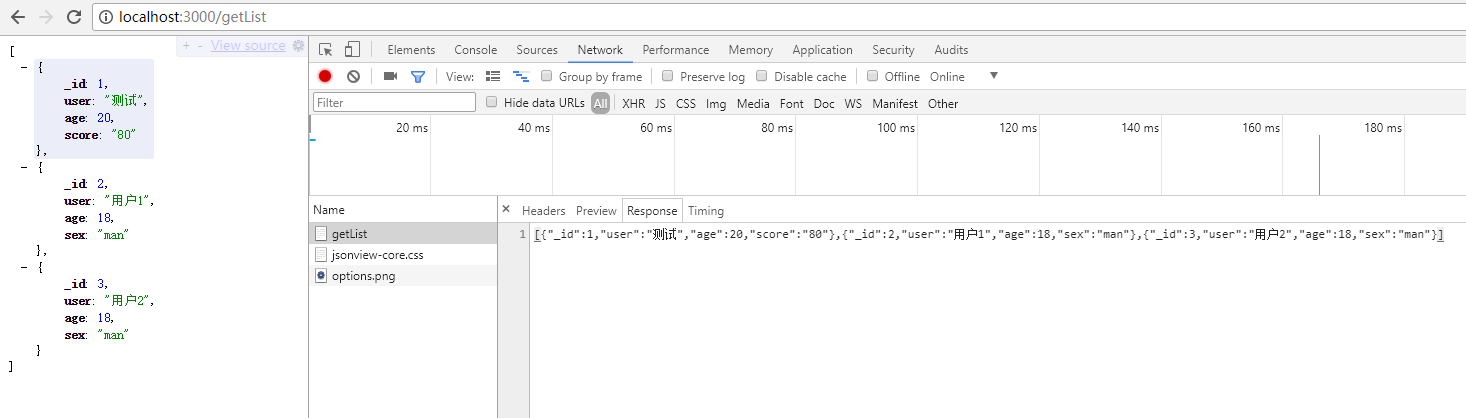 localhost:3000/getList
+ - View source
[
- {
_id: 1,
user: "测试",
age: 20,
score: "80"
},
- {
_id: 2,
user: "用户1",
age: 18,
sex: "man"
},
- {
_id: 3,
user: "用户2",
age: 18,
sex: "man"
}
]
Elements Console Sources Network Performance Memory Application Security Audits
View: Group by frame Preserve log Disable cache Offline Online
Filter Hide data URLs All XHR JS CSS Img Media Font Doc WS Manifest Other
20 ms 40 ms 60 ms 80 ms 100 ms 120 ms 140 ms 160 ms 180 ms
Name
getList
jsonview-core.css
options.png
× Headers Preview Response Timing
1 [{"_id":1,"user":"测试","age":20,"score":"80"},{"_id":2,"user":"用户1","age":18,"sex":"man"},{"_id":3,"user":"用户2","age":18,"sex":"man"}]